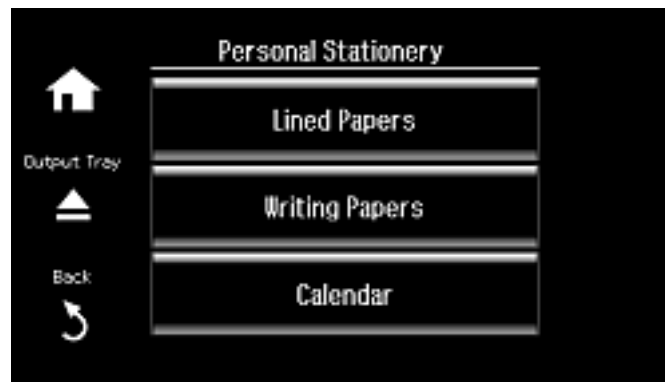 Personal Stationery
Lined Papers
Output Tray
Writing Papers
Back
Calendar